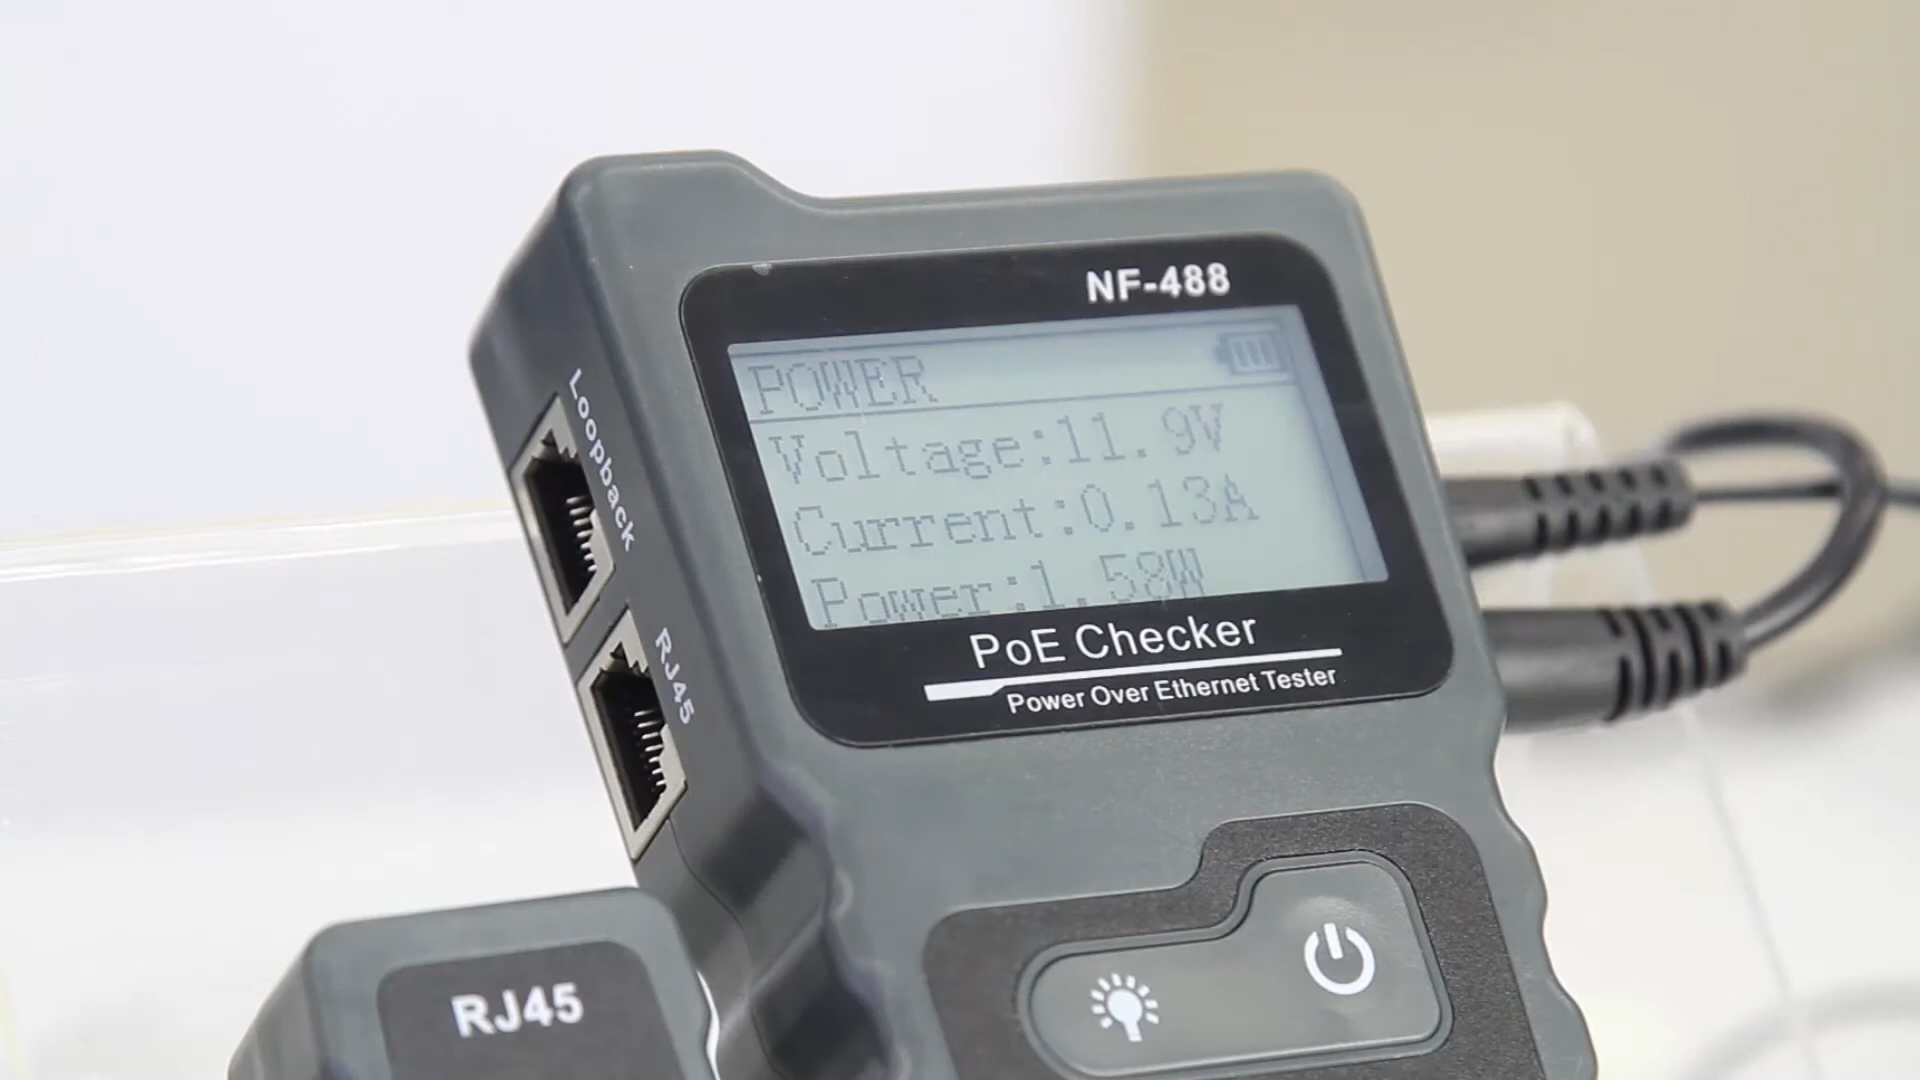 NF-488
POWER
Voltage:11.9V
Current:0.13A
Power:1.58W
PoE Checker
Power Over Ethernet Tester
Loopback
RJ45
RJ45